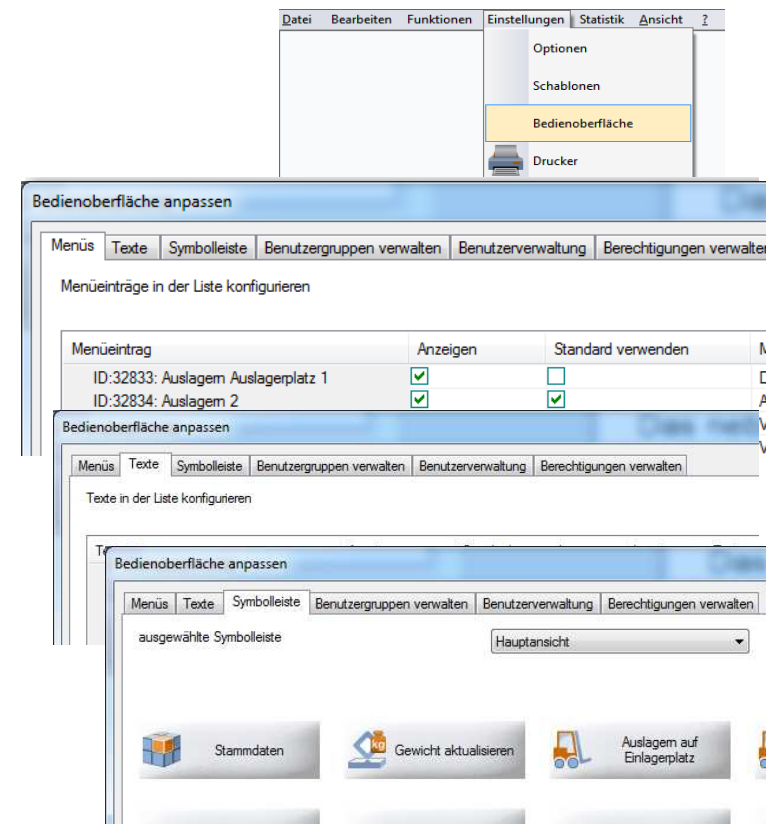 Datei Bearbeiten Funktionen Einstellungen Statistik Ansicht ?
Optionen
Schablonen
Bedienoberfläche
Drucker
Bedienoberfläche anpassen
Menüs Texte Symbolleiste Benutzergruppen verwalten Benutzerverwaltung Berechtigungen verwalten
Menüeinträge in der Liste konfigurieren
Menüeintrag Anzeigen Standard verwenden
ID:32833: Auslagern Auslagerplatz 1
ID:32834: Auslagern 2
Bedienoberfläche anpassen
Menüs Texte Symbolleiste Benutzergruppen verwalten Benutzerverwaltung Berechtigungen verwalten
Texte in der Liste konfigurieren
Bedienoberfläche anpassen
Menüs Texte Symbolleiste Benutzergruppen verwalten Benutzerverwaltung Berechtigungen verwalten
ausgewählte Symbolleiste Hauptansicht
Stammdaten
kg
Gewicht aktualisieren
Auslagern auf
Einlagerplatz